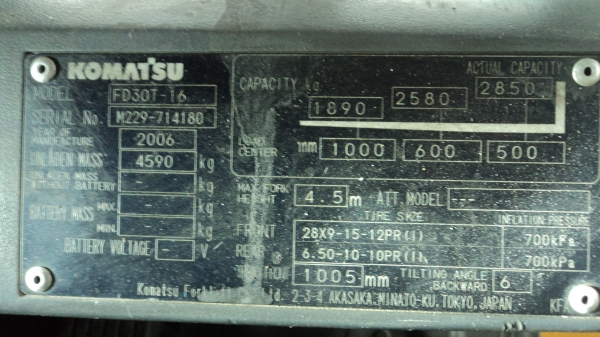 KOMATSU
MODEL FD30T-16
SERIAL No. M229-714180
YEAR OF MANUFACTURE 2006
UNLADEN MASS 4590 kg
UNLADEN MASS WITHOUT BATTERY - kg
BATTERY MASS MAX. - kg
MIN. - kg
BATTERY VOLTAGE - V
ACTUAL CAPACITY
CAPACITY kg
1890 2580 2850
LOAD CENTER mm 1000 600 500
MAX. FORK HEIGHT 4.5 m ATT. MODEL ---
TIRE SIZE INFLATION PRESSURE
FRONT 28X9-15-12PR(I) 700kPa
REAR 6.50-10-10PR(I) 700kPa
1005 mm TILTING ANGLE BACKWARD 6
Komatsu 2-3-4 AKASAKA, MINATO-KU, TOKYO, JAPAN